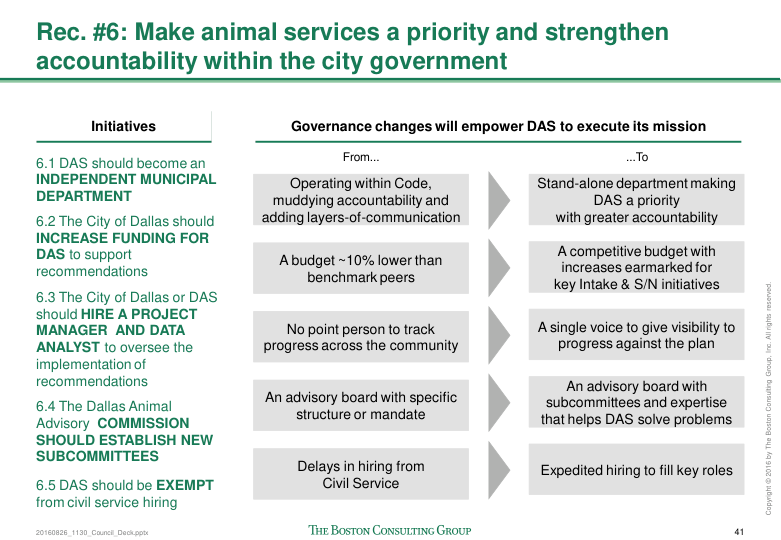 Rec. #6: Make animal services a priority and strengthen
accountability within the city government
Initiatives
6.1 DAS should become an
INDEPENDENT MUNICIPAL
DEPARTMENT
6.2 The City of Dallas should
INCREASE FUNDING FOR
DAS to support
recommendations
6.3 The City of Dallas or DAS
should HIRE A PROJECT
MANAGER AND DATA
ANALYST to oversee the
implementation of
recommendations
6.4 The Dallas Animal
Advisory COMMISSION
SHOULD ESTABLISH NEW
SUBCOMMITTEES
6.5 DAS should be EXEMPT
from civil service hiring
Governance changes will empower DAS to execute its mission
From...
...To
Operating within Code,
muddying accountability and
adding layers-of-communication
Stand-alone department making
DAS a priority
with greater accountability
A budget ~10% lower than
benchmark peers
A competitive budget with
increases earmarked for
key Intake & S/N initiatives
No point person to track
progress across the community
A single voice to give visibility to
progress against the plan
An advisory board with specific
structure or mandate
An advisory board with
subcommittees and expertise
that helps DAS solve problems
Delays in hiring from
Civil Service
Expedited hiring to fill key roles
Copyright © 2016 by The Boston Consulting Group, Inc. All rights reserved.
20160826_1130_Council_Deck.pptx
THE BOSTON CONSULTING GROUP
41